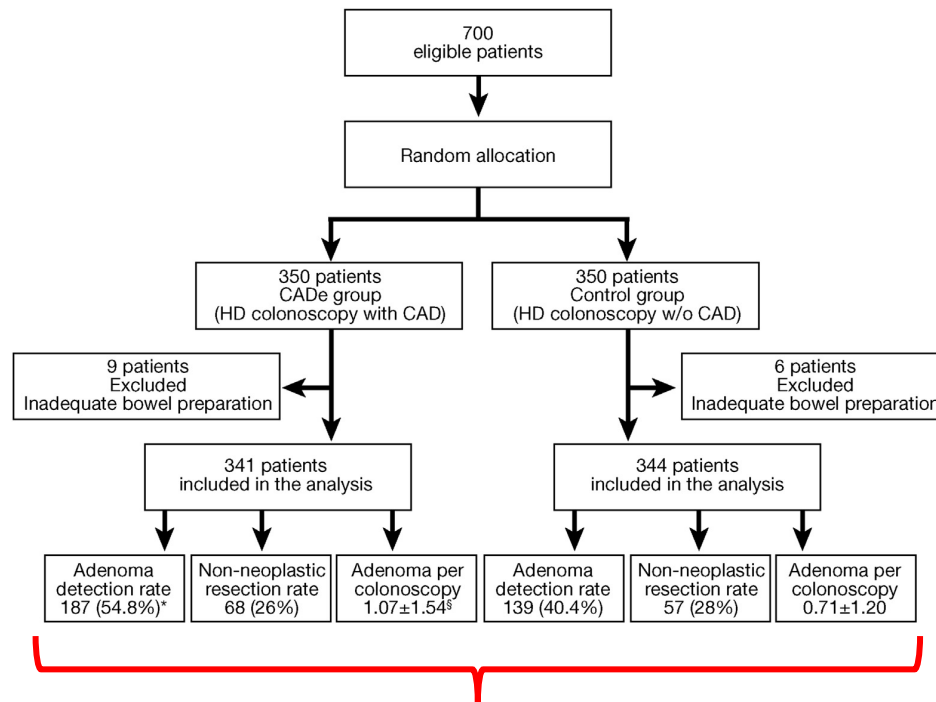 700
eligible patients
Random allocation
350 patients
CADe group
(HD colonoscopy with CAD)
350 patients
Control group
(HD colonoscopy w/o CAD)
9 patients
Excluded
Inadequate bowel preparation
6 patients
Excluded
Inadequate bowel preparation
341 patients
included in the analysis
344 patients
included in the analysis
Adenoma
detection rate
187 (54.8%)*
Non-neoplastic
resection rate
68 (26%)
Adenoma per
colonoscopy
1.07±1.54§
Adenoma
detection rate
139 (40.4%)
Non-neoplastic
resection rate
57 (28%)
Adenoma per
colonoscopy
0.71±1.20